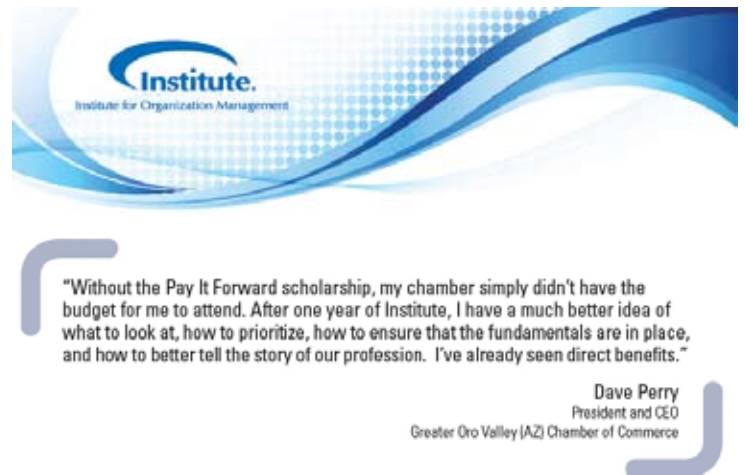 Institute.
Institute for Organization Management
“Without the Pay It Forward scholarship, my chamber simply didn’t have the
budget for me to attend. After one year of Institute, I have a much better idea of
what to look at, how to prioritize, how to ensure that the fundamentals are in place,
and how to better tell the story of our profession.  I’ve already seen direct benefits.”
Dave Perry
President and CEO
Greater Oro Valley (AZ) Chamber of Commerce